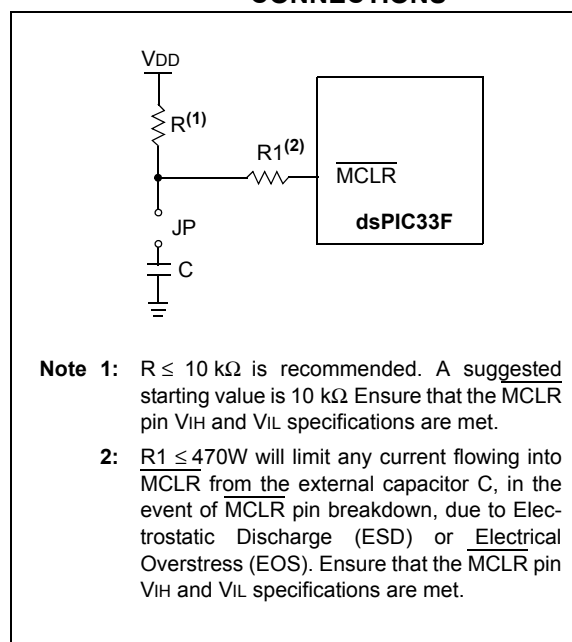 CONNECTIONS
VDD
R(1)
R1(2)
MCLR
dsPIC33F
JP
C
Note 1: R ≤ 10 kΩ is recommended. A suggested
starting value is 10 kΩ Ensure that the MCLR
pin VIH and VIL specifications are met.
2: R1 ≤ 470W will limit any current flowing into
MCLR from the external capacitor C, in the
event of MCLR pin breakdown, due to Elec-
trostatic Discharge (ESD) or Electrical
Overstress (EOS). Ensure that the MCLR pin
VIH and VIL specifications are met.